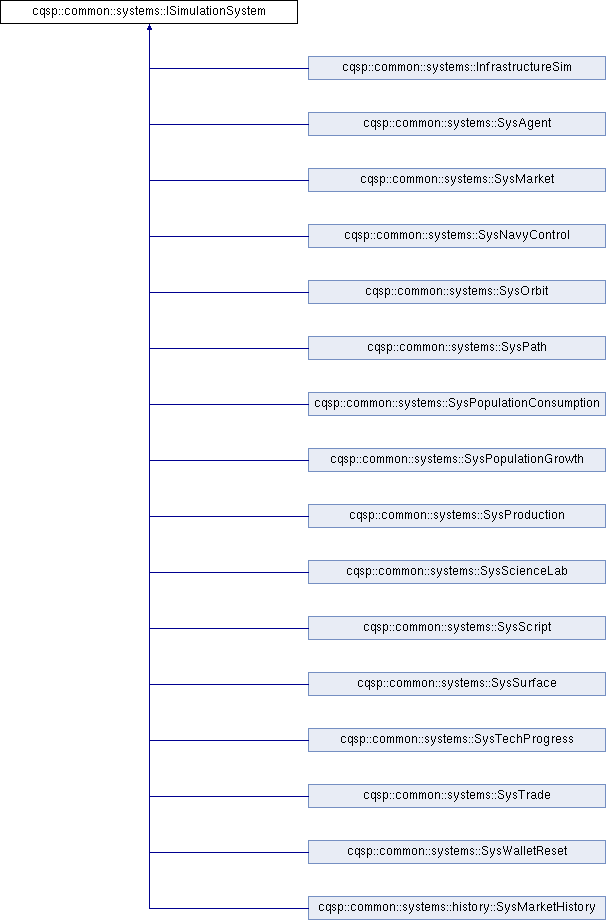 cqsp::common::systems::ISimulationSystem
cqsp::common::systems::InfrastructureSim
cqsp::common::systems::SysAgent
cqsp::common::systems::SysMarket
cqsp::common::systems::SysNavyControl
cqsp::common::systems::SysOrbit
cqsp::common::systems::SysPath
cqsp::common::systems::SysPopulationConsumption
cqsp::common::systems::SysPopulationGrowth
cqsp::common::systems::SysProduction
cqsp::common::systems::SysScienceLab
cqsp::common::systems::SysScript
cqsp::common::systems::SysSurface
cqsp::common::systems::SysTechProgress
cqsp::common::systems::SysTrade
cqsp::common::systems::SysWalletReset
cqsp::common::systems::history::SysMarketHistory